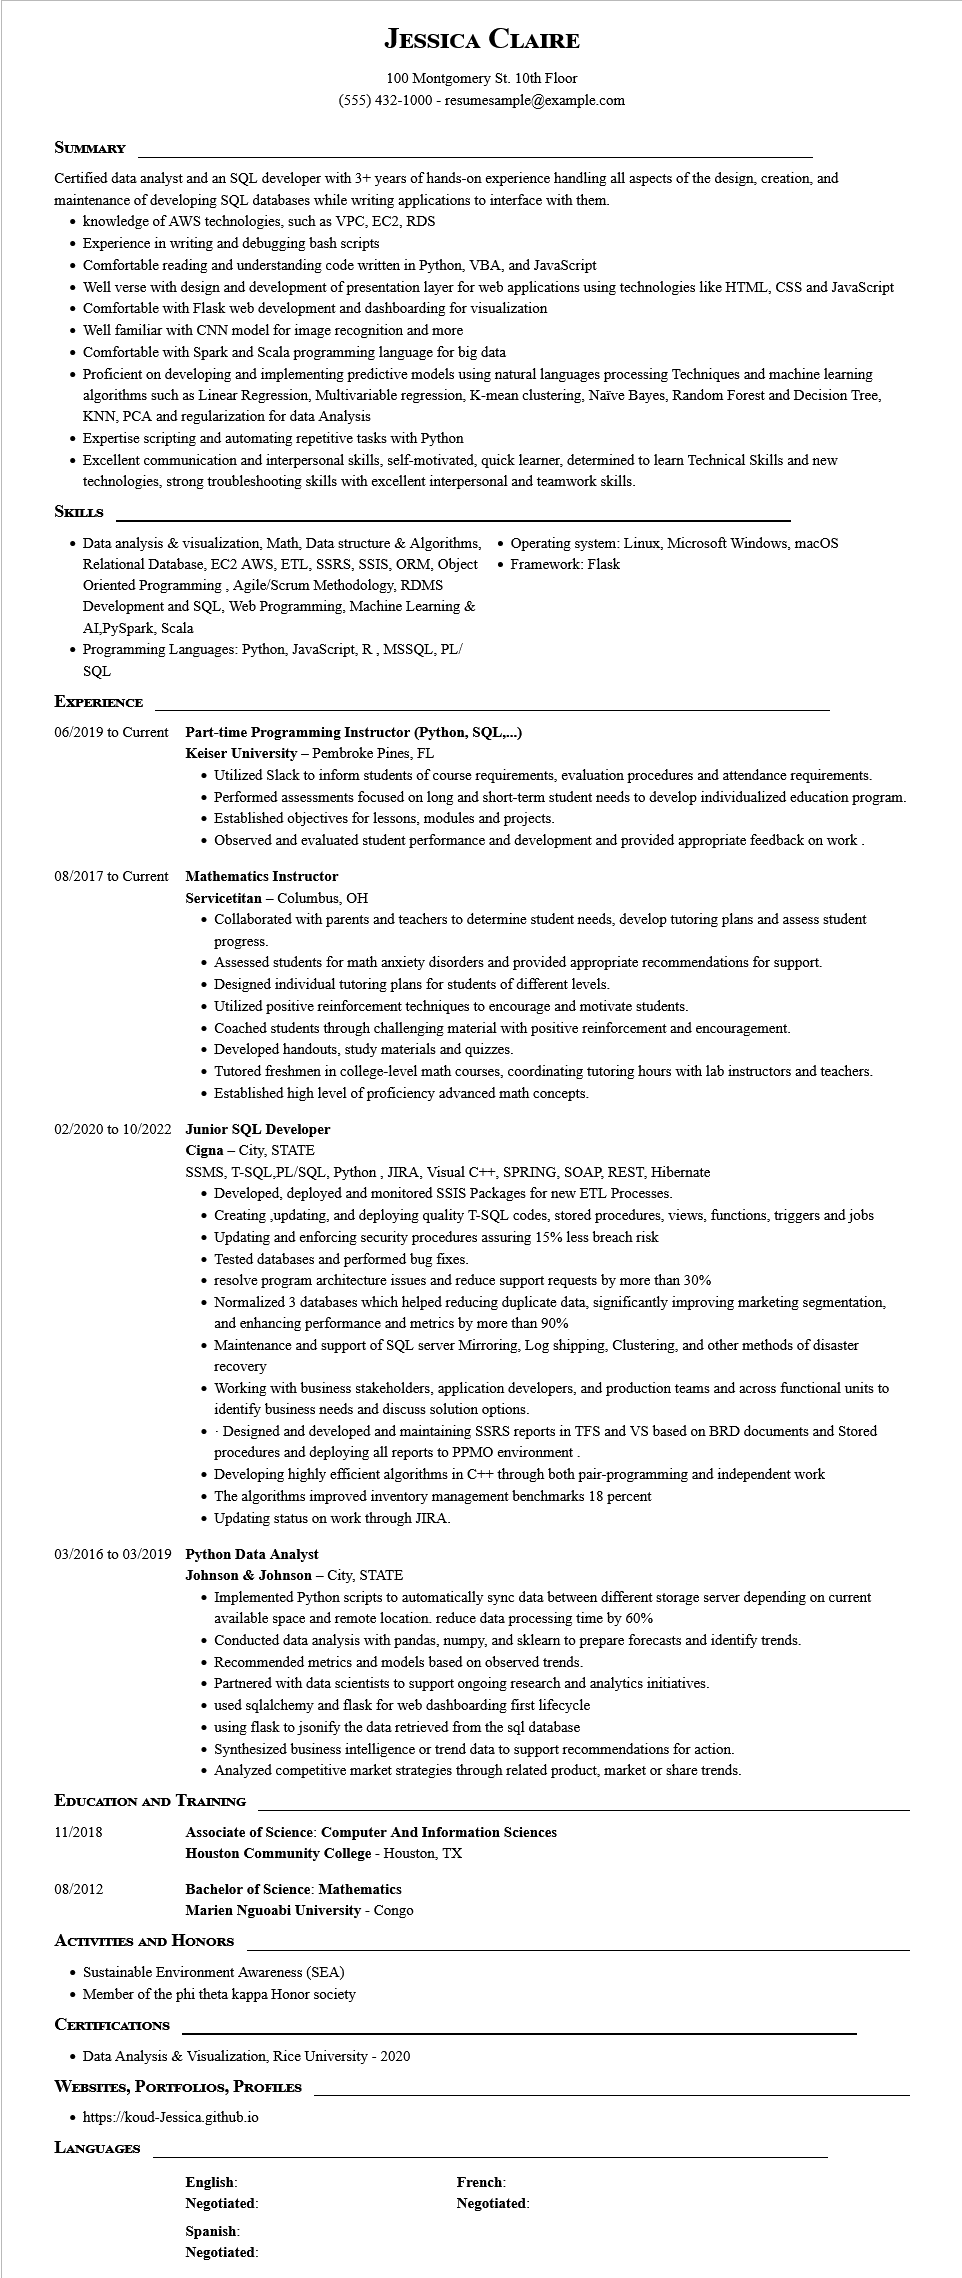 Jessica Claire
100 Montgomery St. 10th Floor
(555) 432-1000 - resumesample@example.com
Summary
Certified data analyst and an SQL developer with 3+ years of hands-on experience handling all aspects of the design, creation, and
maintenance of developing SQL databases while writing applications to interface with them.
• knowledge of AWS technologies, such as VPC, EC2, RDS
• Experience in writing and debugging bash scripts
• Comfortable reading and understanding code written in Python, VBA, and JavaScript
• Well verse with design and development of presentation layer for web applications using technologies like HTML, CSS and JavaScript
• Comfortable with Flask web development and dashboarding for visualization
• Well familiar with CNN model for image recognition and more
• Comfortable with Spark and Scala programming language for big data
• Proficient on developing and implementing predictive models using natural languages processing Techniques and machine learning
algorithms such as Linear Regression, Multivariable regression, K-mean clustering, Naïve Bayes, Random Forest and Decision Tree,
KNN, PCA and regularization for data Analysis
• Expertise scripting and automating repetitive tasks with Python
• Excellent communication and interpersonal skills, self-motivated, quick learner, determined to learn Technical Skills and new
technologies, strong troubleshooting skills with excellent interpersonal and teamwork skills.
Skills
• Data analysis & visualization, Math, Data structure & Algorithms,
Relational Database, EC2 AWS, ETL, SSRS, SSIS, ORM, Object
Oriented Programming , Agile/Scrum Methodology, RDMS
Development and SQL, Web Programming, Machine Learning &
AI,PySpark, Scala
• Programming Languages: Python, JavaScript, R , MSSQL, PL/
SQL
• Operating system: Linux, Microsoft Windows, macOS
• Framework: Flask
Experience
06/2019 to Current Part-time Programming Instructor (Python, SQL,...)
Keiser University – Pembroke Pines, FL
• Utilized Slack to inform students of course requirements, evaluation procedures and attendance requirements.
• Performed assessments focused on long and short-term student needs to develop individualized education program.
• Established objectives for lessons, modules and projects.
• Observed and evaluated student performance and development and provided appropriate feedback on work .
08/2017 to Current Mathematics Instructor
Servicetitan – Columbus, OH
• Collaborated with parents and teachers to determine student needs, develop tutoring plans and assess student
progress.
• Assessed students for math anxiety disorders and provided appropriate recommendations for support.
• Designed individual tutoring plans for students of different levels.
• Utilized positive reinforcement techniques to encourage and motivate students.
• Coached students through challenging material with positive reinforcement and encouragement.
• Developed handouts, study materials and quizzes.
• Tutored freshmen in college-level math courses, coordinating tutoring hours with lab instructors and teachers.
• Established high level of proficiency advanced math concepts.
02/2020 to 10/2022 Junior SQL Developer
Cigna – City, STATE
SSMS, T-SQL,PL/SQL, Python , JIRA, Visual C++, SPRING, SOAP, REST, Hibernate
• Developed, deployed and monitored SSIS Packages for new ETL Processes.
• Creating ,updating, and deploying quality T-SQL codes, stored procedures, views, functions, triggers and jobs
• Updating and enforcing security procedures assuring 15% less breach risk
• Tested databases and performed bug fixes.
• resolve program architecture issues and reduce support requests by more than 30%
• Normalized 3 databases which helped reducing duplicate data, significantly improving marketing segmentation,
and enhancing performance and metrics by more than 90%
• Maintenance and support of SQL server Mirroring, Log shipping, Clustering, and other methods of disaster
recovery
• Working with business stakeholders, application developers, and production teams and across functional units to
identify business needs and discuss solution options.
• · Designed and developed and maintaining SSRS reports in TFS and VS based on BRD documents and Stored
procedures and deploying all reports to PPMO environment .
• Developing highly efficient algorithms in C++ through both pair-programming and independent work
• The algorithms improved inventory management benchmarks 18 percent
• Updating status on work through JIRA.
03/2016 to 03/2019 Python Data Analyst
Johnson & Johnson – City, STATE
• Implemented Python scripts to automatically sync data between different storage server depending on current
available space and remote location. reduce data processing time by 60%
• Conducted data analysis with pandas, numpy, and sklearn to prepare forecasts and identify trends.
• Recommended metrics and models based on observed trends.
• Partnered with data scientists to support ongoing research and analytics initiatives.
• used sqlalchemy and flask for web dashboarding first lifecycle
• using flask to jsonify the data retrieved from the sql database
• Synthesized business intelligence or trend data to support recommendations for action.
• Analyzed competitive market strategies through related product, market or share trends.
Education and Training
11/2018 Associate of Science: Computer And Information Sciences
Houston Community College - Houston, TX
08/2012 Bachelor of Science: Mathematics
Marien Nguoabi University - Congo
Activities and Honors
• Sustainable Environment Awareness (SEA)
• Member of the phi theta kappa Honor society
Certifications
• Data Analysis & Visualization, Rice University - 2020
Websites, Portfolios, Profiles
• https://koud-Jessica.github.io
Languages
English: French:
Negotiated: Negotiated:
Spanish:
Negotiated: